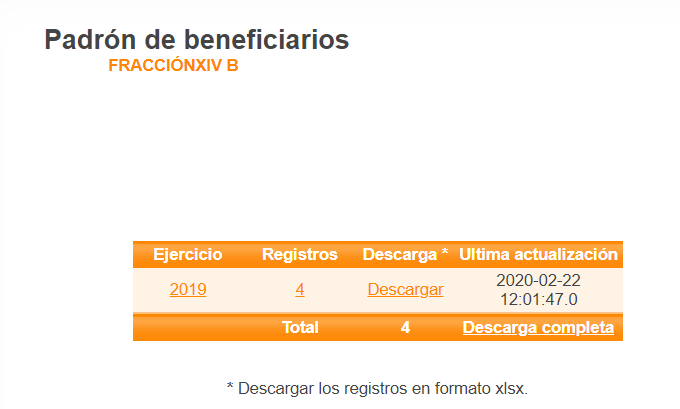 Padrón de beneficiarios
FRACCIÓNXIV B
Ejercicio Registros Descarga * Ultima actualización
2019 4 Descargar 2020-02-22
12:01:47.0
Total 4 Descarga completa
* Descargar los registros en formato xlsx.